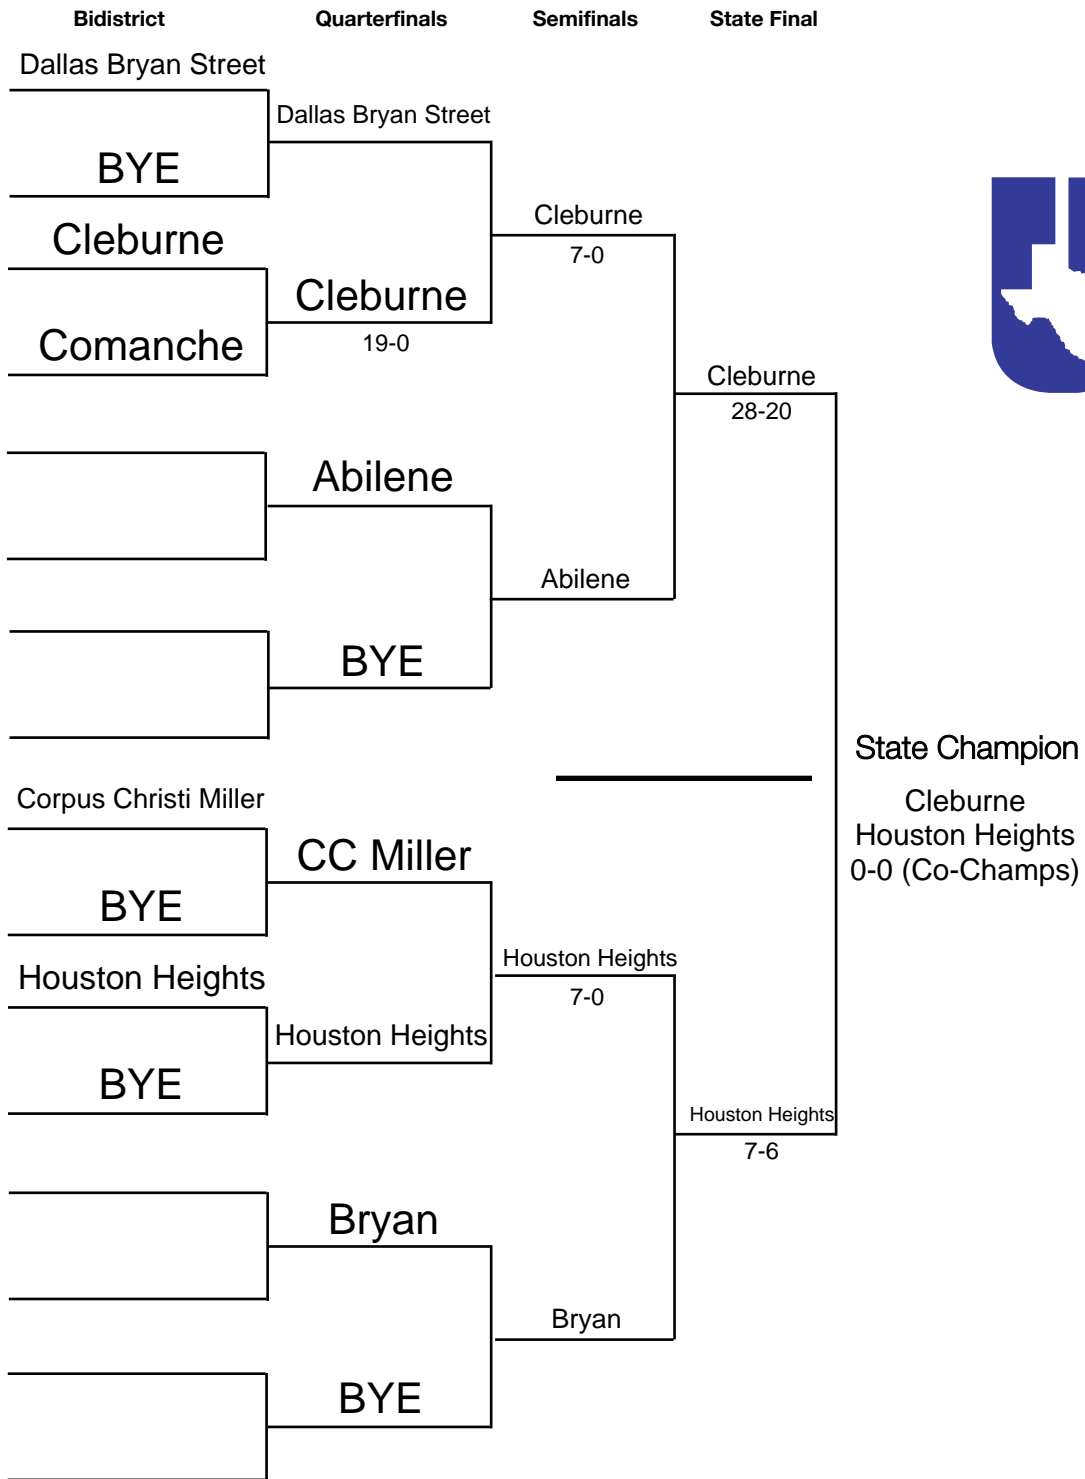 Bidistrict Quarterfinals Semifinals State Final
Dallas Bryan Street
Dallas Bryan Street
BYE
Cleburne
Cleburne
7-0
Cleburne
19-0
Comanche
Cleburne
28-20
Abilene
Abilene
BYE
State Champion
Cleburne
Houston Heights
0-0 (Co-Champs)
Corpus Christi Miller
CC Miller
BYE
Houston Heights
7-0
Houston Heights
Houston Heights
BYE
Houston Heights
7-6
Bryan
Bryan
BYE